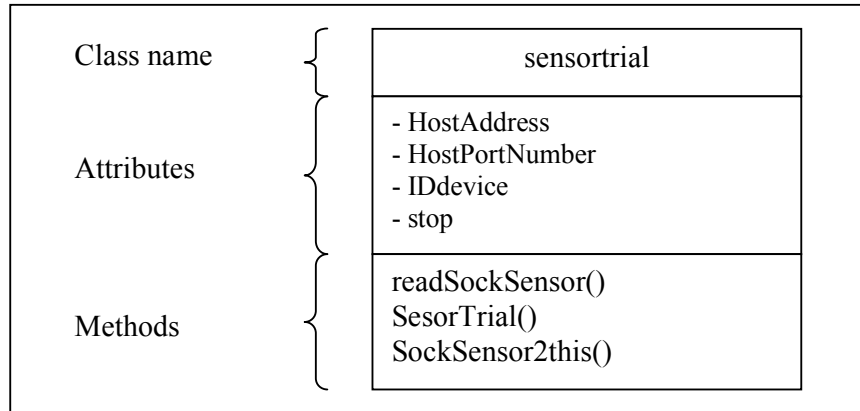 Class name
sensortrial
Attributes
- HostAddress
- HostPortNumber
- IDdevice
- stop
Methods
readSockSensor()
SesorTrial()
SockSensor2this()